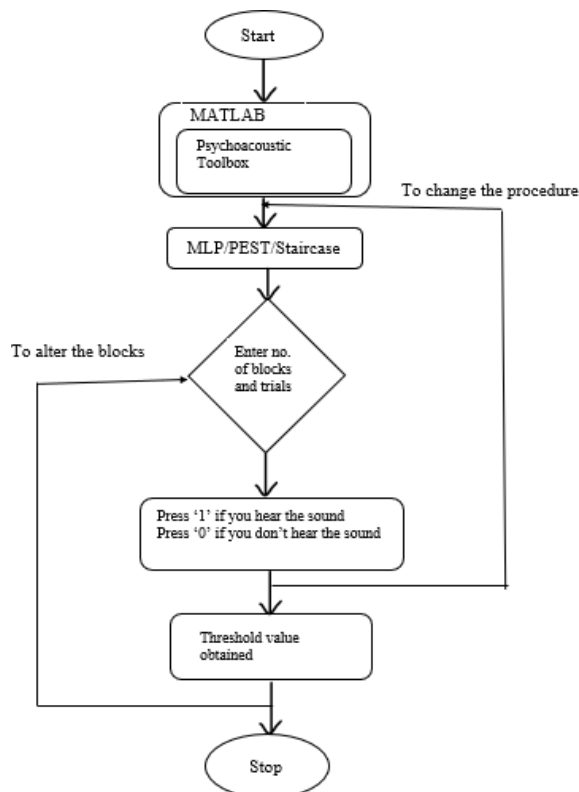 Start
MATLAB
Psychoacoustic
Toolbox
To change the procedure
MLP/PEST/Staircase
To alter the blocks
Enter no.
of blocks
and trials
Press ‘1’ if you hear the sound
Press ‘0’ if you don’t hear the sound
Threshold value
obtained
Stop